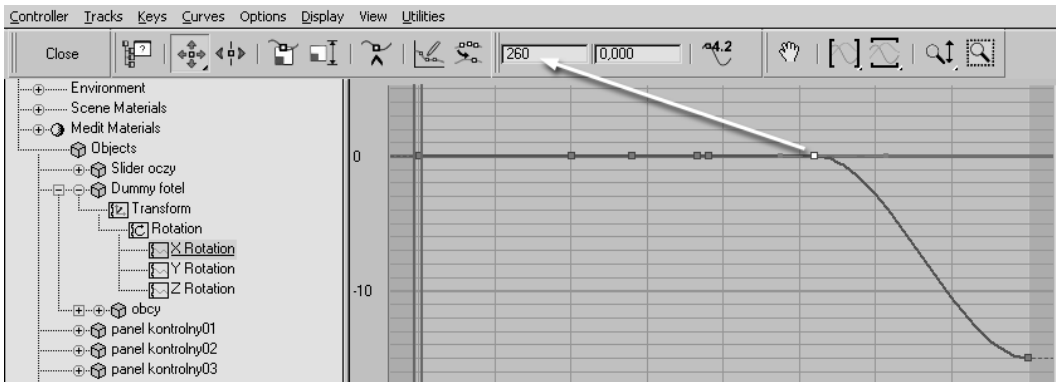 Controller Tracks Keys Curves Options Display View Utilities
Close ? 260 0,000 4.2
Environment
Scene Materials
Medit Materials
Objects
Slider oczy
Dummy fotel
Transform
Rotation
X Rotation
Y Rotation
Z Rotation
obcy
panel kontrolny01
panel kontrolny02
panel kontrolny03
0
-10